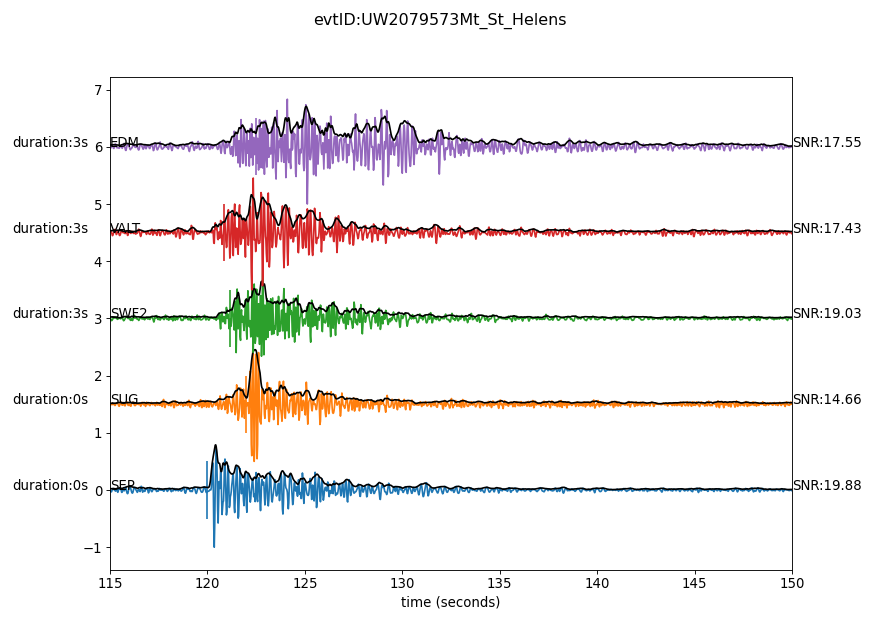 evtID:UW2079573Mt_St_Helens
7
duration:3s EDM SNR:17.55
6
5
duration:3s VALT SNR:17.43
4
duration:3s SWF2 SNR:19.03
3
2
duration:0s SUG SNR:14.66
1
duration:0s SEP SNR:19.88
0
−1
115 120 125 130 135 140 145 150
time (seconds)